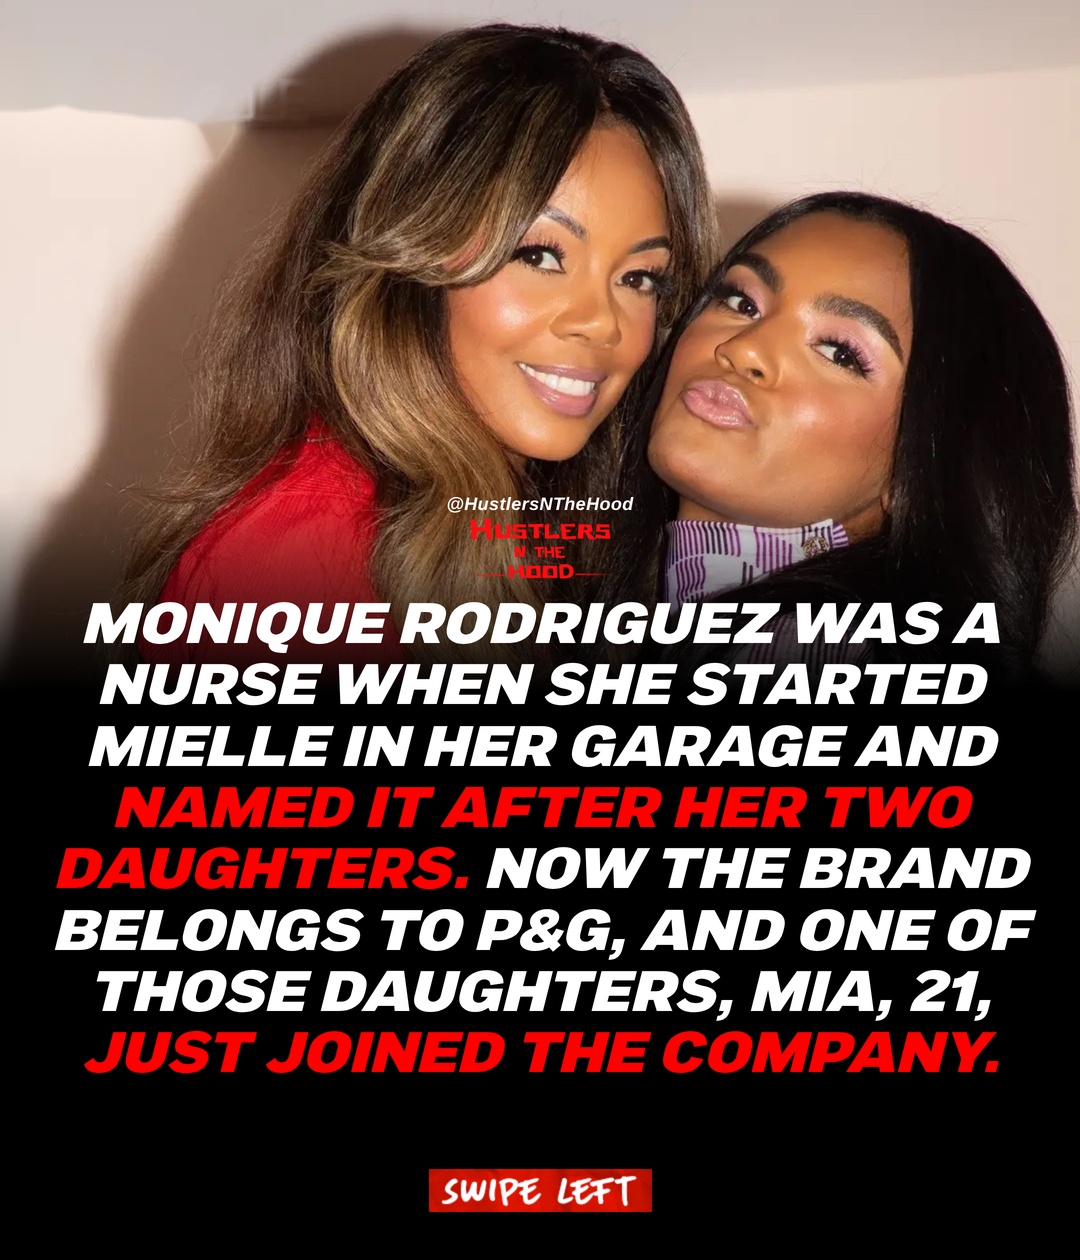 @HustlersNTheHood
HUSTLERS
N THE
HOOD
MONIQUE RODRIGUEZ WAS A
NURSE WHEN SHE STARTED
MIELLE IN HER GARAGE AND
NAMED IT AFTER HER TWO
DAUGHTERS. NOW THE BRAND
BELONGS TO P&G, AND ONE OF
THOSE DAUGHTERS, MIA, 21,
JUST JOINED THE COMPANY.
SWIPE LEFT